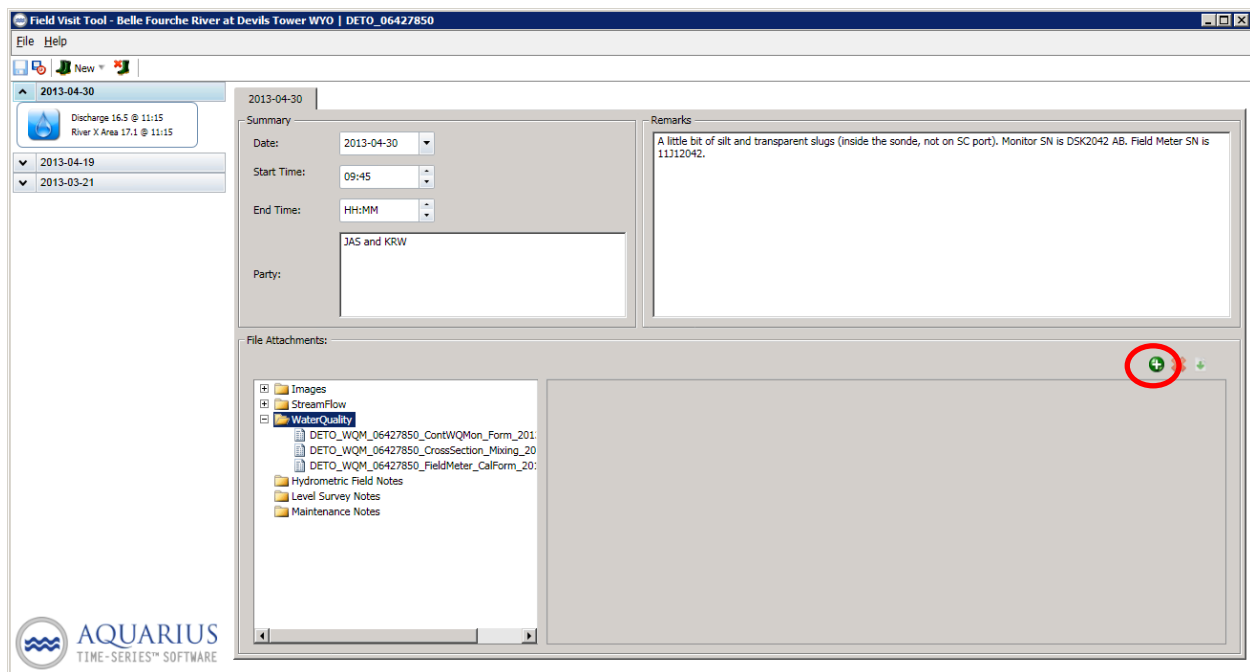 Field Visit Tool - Belle Fourche River at Devils Tower WYO | DETO_06427850
File Help
New
2013-04-30
Discharge 16.5 @ 11:15
River X Area 17.1 @ 11:15
2013-04-19
2013-03-21
2013-04-30
Summary
Date: 2013-04-30
Start Time: 09:45
End Time: HH:MM
Party: JAS and KRW
Remarks
A little bit of silt and transparent slugs (inside the sonde, not on SC port). Monitor SN is DSK2042 AB. Field Meter SN is
11J12042.
File Attachments:
Images
StreamFlow
WaterQuality
DETO_WQM_06427850_ContWQMon_Form_201
DETO_WQM_06427850_CrossSection_Mixing_20
DETO_WQM_06427850_FieldMeter_CalForm_20
Hydrometric Field Notes
Level Survey Notes
Maintenance Notes
AQUARIUS
TIME-SERIES™ SOFTWARE